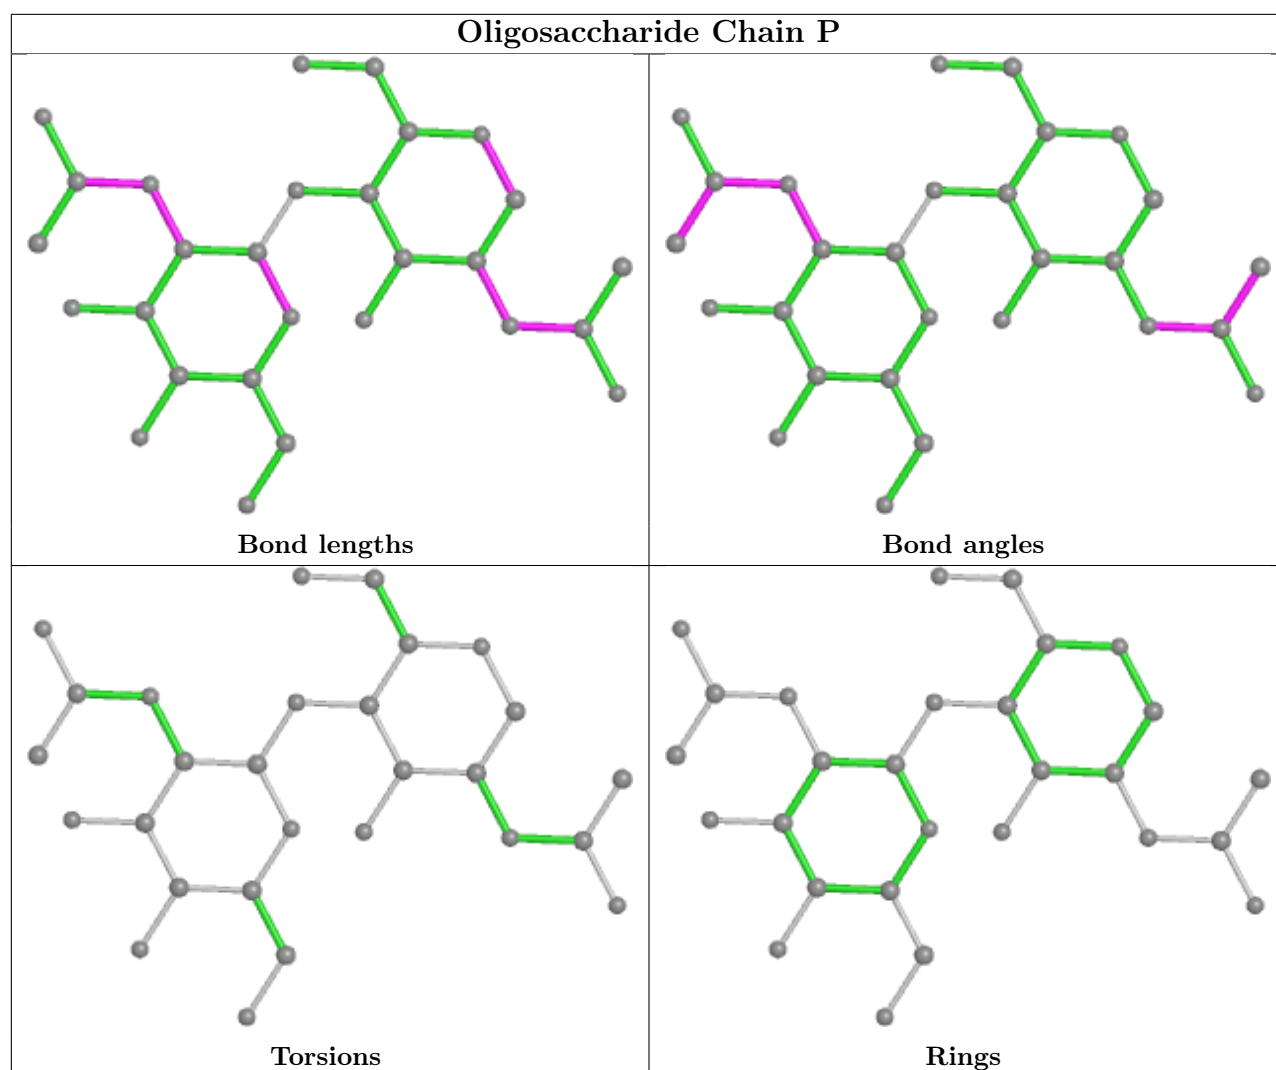 Oligosaccharide Chain P
Bond lengths
Bond angles
Torsions
Rings